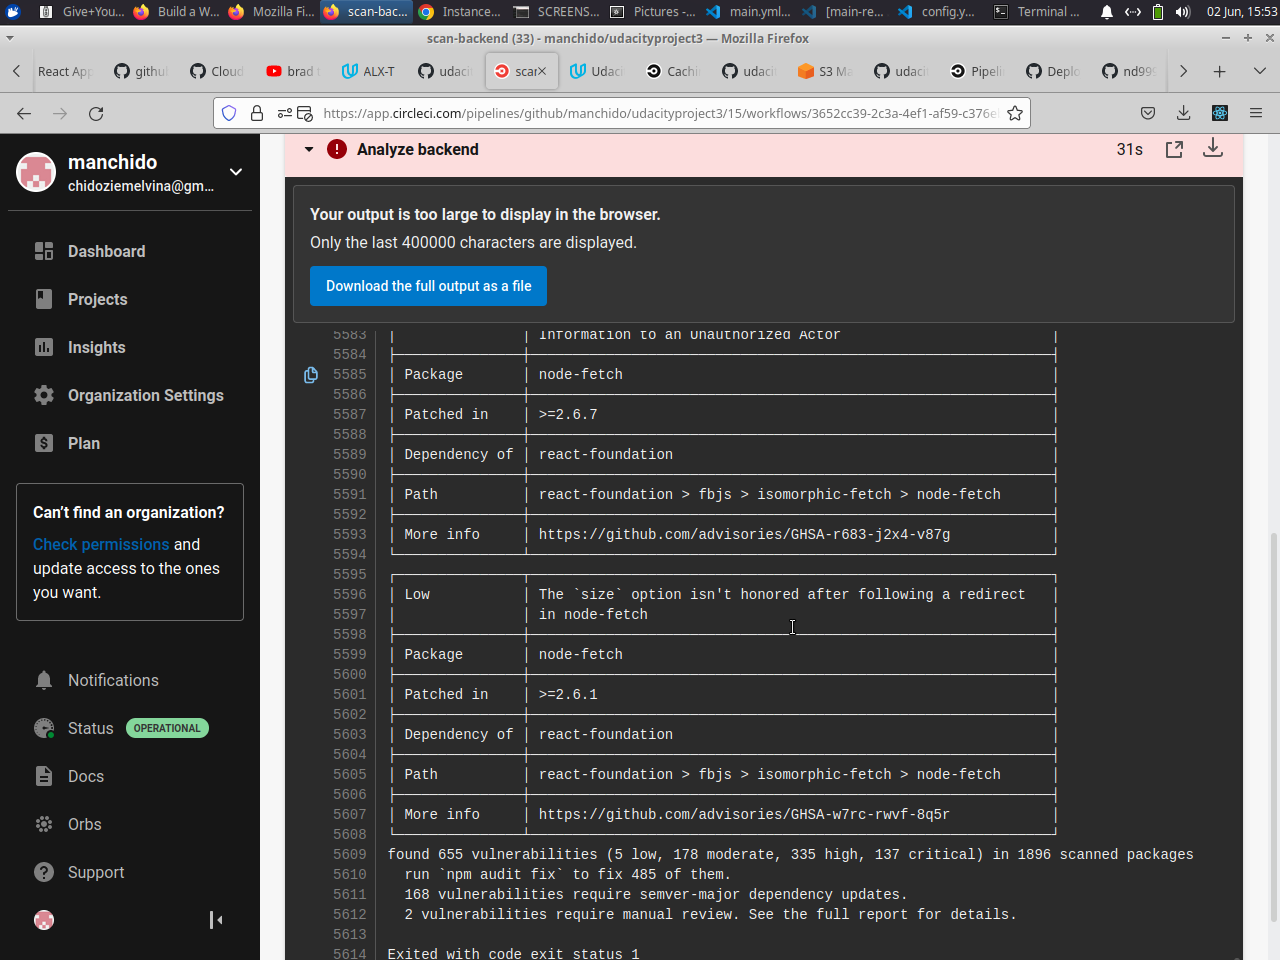 Give+You...
Build a W...
Mozilla Fi...
scan-bac...
Instance...
SCREENS...
Pictures -...
main.yml...
[main-re...
config.y...
Terminal ...
02 Jun, 15:53
scan-backend (33) - manchido/udacityproject3 — Mozilla Firefox
React App
githu
Cloud
brad
ALX-T
udaci
scan
Udac
Cachi
udaci
S3 Ma
udaci
Pipeli
Deplo
nd999
https://app.circleci.com/pipelines/github/manchido/udacityproject3/15/workflows/3652cc39-2c3a-4ef1-af59-c376e
manchido
chidoziemelvina@gm...
Dashboard
Projects
Insights
Organization Settings
Plan
Can't find an organization?
Check permissions and
update access to the ones
you want.
Notifications
Status OPERATIONAL
Docs
Orbs
Support
Analyze backend 31s
Your output is too large to display in the browser.
Only the last 400000 characters are displayed.
Download the full output as a file
5583 │ │ Information to an Unauthorized Actor │
5584
5585 │ Package │ node-fetch │
5586
5587 │ Patched in │ >=2.6.7 │
5588
5589 │ Dependency of │ react-foundation │
5590
5591 │ Path │ react-foundation > fbjs > isomorphic-fetch > node-fetch │
5592
5593 │ More info │ https://github.com/advisories/GHSA-r683-j2x4-v87g │
5594
5595
5596 │ Low │ The `size` option isn't honored after following a redirect │
5597 │ │ in node-fetch │
5598
5599 │ Package │ node-fetch │
5600
5601 │ Patched in │ >=2.6.1 │
5602
5603 │ Dependency of │ react-foundation │
5604
5605 │ Path │ react-foundation > fbjs > isomorphic-fetch > node-fetch │
5606
5607 │ More info │ https://github.com/advisories/GHSA-w7rc-rwvf-8q5r │
5608
5609 found 655 vulnerabilities (5 low, 178 moderate, 335 high, 137 critical) in 1896 scanned packages
5610 run `npm audit fix` to fix 485 of them.
5611 168 vulnerabilities require semver-major dependency updates.
5612 2 vulnerabilities require manual review. See the full report for details.
5613
5614 Exited with code exit status 1